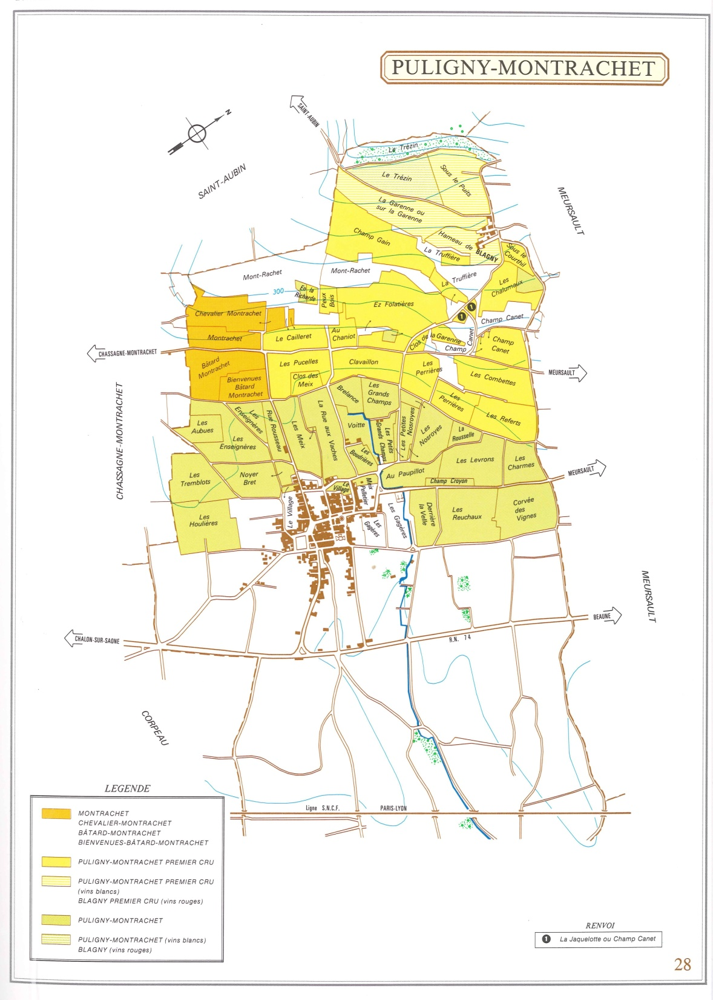 PULIGNY-MONTRACHET
N
SAINT-AUBIN
SAINT-AUBIN
MEURSAULT
Le Trézin
Le Trézin
Sous le Puits
La Garenne ou
sur la Garenne
Champ Gain
Hameau de
BLAGNY
La Truffière
Sous le
Courthil
Mont-Rachet
Mont-Rachet
La Truffière
Les
Chalumaux
300
En la
Richarde
Peux
Bois
Ez Folatières
1
1
Champ Canet
Chevalier Montrachet
Montrachet
Le Cailleret
Au
Chaniot
Clos de la Garenne
Champ
Canet
Champ
Canet
CHASSAGNE-MONTRACHET
MEURSAULT
Bâtard
Montrachet
Bienvenues
Bâtard
Montrachet
Les Pucelles
Clos des
Meix
Clavaillon
Les
Perrières
Les Combettes
Les
Perrières
Les Referts
CHASSAGNE-MONTRACHET
Brelance
Les
Grands
Champs
Les
Aubues
Les
Enseignères
Les
Enseignères
Rue Rousseau
Les Meix
La Rue aux Vaches
Voitte
Les Petits
Grands Champs
Les Petites
Nosroyes
Les
Nosroyes
La
Rousselle
Les
Boudrières
Les
Tremblots
Noyer
Bret
Au Paupillot
Les Levrons
Les
Charmes
MEURSAULT
Champ Croyon
Le
Village
Meix
Pelletier
Le Village
Les
Houlières
Les
Gagères
Les Gagères
Derrière
la Velle
Les
Reuchaux
Corvée
des
Vignes
MEURSAULT
BEAUNE
CHALON-SUR-SAONE
R.N. 74
CORPEAU
Ligne S.N.C.F. PARIS-LYON
LEGENDE
MONTRACHET
CHEVALIER-MONTRACHET
BÂTARD-MONTRACHET
BIENVENUES-BÂTARD-MONTRACHET
PULIGNY-MONTRACHET PREMIER CRU
PULIGNY-MONTRACHET PREMIER CRU
(vins blancs)
BLAGNY PREMIER CRU (vins rouges)
PULIGNY-MONTRACHET
PULIGNY-MONTRACHET (vins blancs)
BLAGNY (vins rouges)
RENVOI
1 La Jaquelotte ou Champ Canet
28